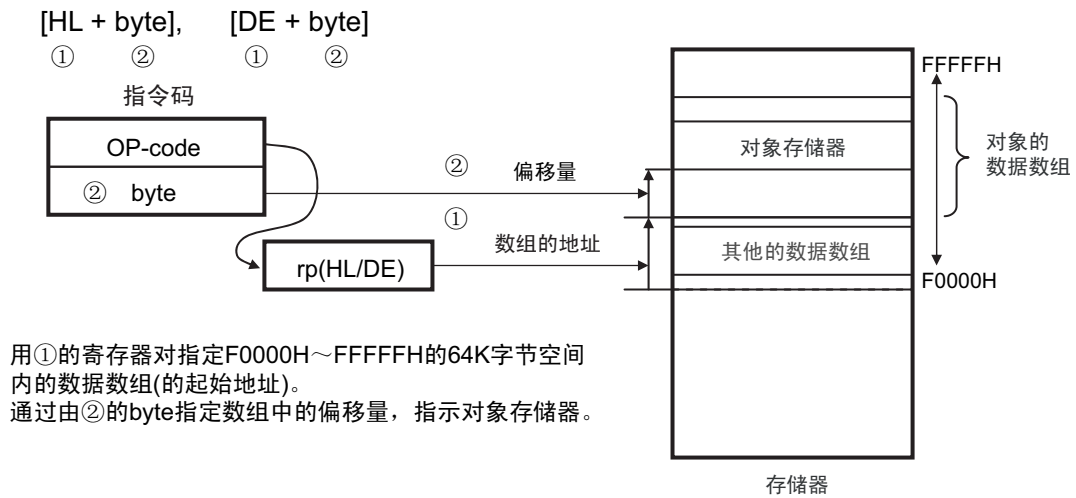 [HL + byte], [DE + byte]
① ② ① ②
指令码
OP-code
② byte
rp(HL/DE)
② 偏移量
①
数组的地址
FFFFFH
对象存储器
对象的
数据数组
其他的数据数组
F0000H
存储器
用①的寄存器对指定F0000H～FFFFFH的64K字节空间
内的数据数组(的起始地址)。
通过由②的byte指定数组中的偏移量，指示对象存储器。